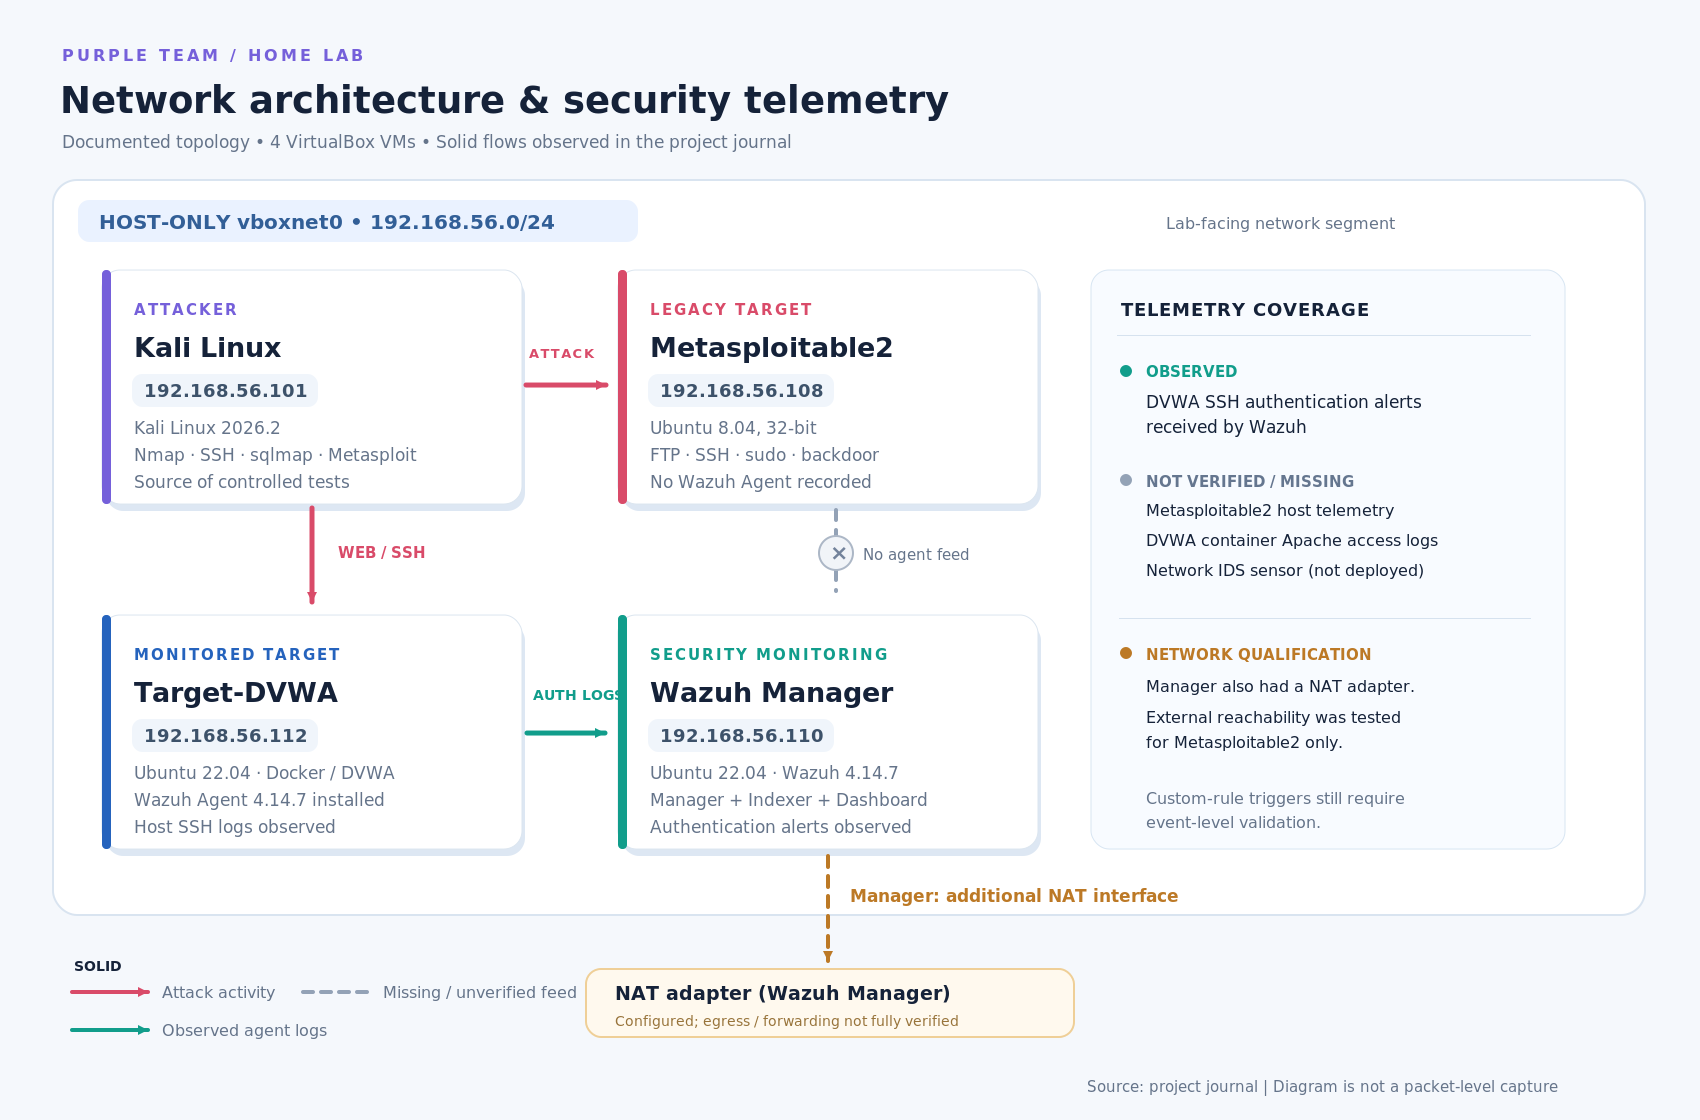 PURPLE TEAM / HOME LAB
Network architecture & security telemetry
Documented topology • 4 VirtualBox VMs • Solid flows observed in the project journal
HOST-ONLY vboxnet0 • 192.168.56.0/24
Lab-facing network segment
ATTACKER
Kali Linux
192.168.56.101
Kali Linux 2026.2
Nmap · SSH · sqlmap · Metasploit
Source of controlled tests
ATTACK
LEGACY TARGET
Metasploitable2
192.168.56.108
Ubuntu 8.04, 32-bit
FTP · SSH · sudo · backdoor
No Wazuh Agent recorded
WEB / SSH
No agent feed
MONITORED TARGET
Target-DVWA
192.168.56.112
Ubuntu 22.04 · Docker / DVWA
Wazuh Agent 4.14.7 installed
Host SSH logs observed
AUTH LOGS
SECURITY MONITORING
Wazuh Manager
192.168.56.110
Ubuntu 22.04 · Wazuh 4.14.7
Manager + Indexer + Dashboard
Authentication alerts observed
TELEMETRY COVERAGE
OBSERVED
DVWA SSH authentication alerts
received by Wazuh
NOT VERIFIED / MISSING
Metasploitable2 host telemetry
DVWA container Apache access logs
Network IDS sensor (not deployed)
NETWORK QUALIFICATION
Manager also had a NAT adapter.
External reachability was tested
for Metasploitable2 only.
Custom-rule triggers still require
event-level validation.
Manager: additional NAT interface
SOLID
Attack activity
Missing / unverified feed
Observed agent logs
NAT adapter (Wazuh Manager)
Configured; egress / forwarding not fully verified
Source: project journal | Diagram is not a packet-level capture